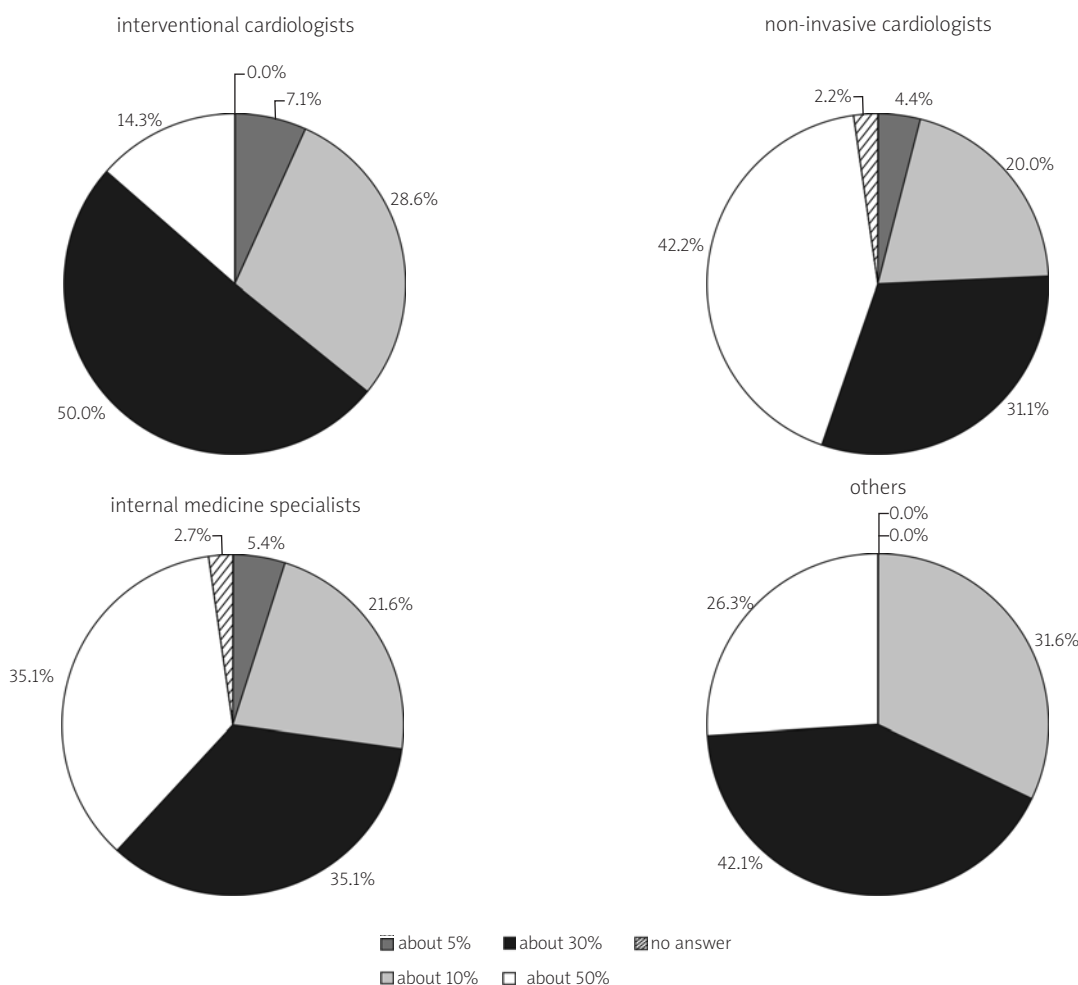 interventional cardiologists
0.0%
7.1%
14.3%
28.6%
50.0%
non-invasive cardiologists
2.2%
4.4%
20.0%
42.2%
31.1%
internal medicine specialists
2.7%
5.4%
21.6%
35.1%
35.1%
others
0.0%
0.0%
26.3%
31.6%
42.1%
about 5%
about 30%
no answer
about 10%
about 50%